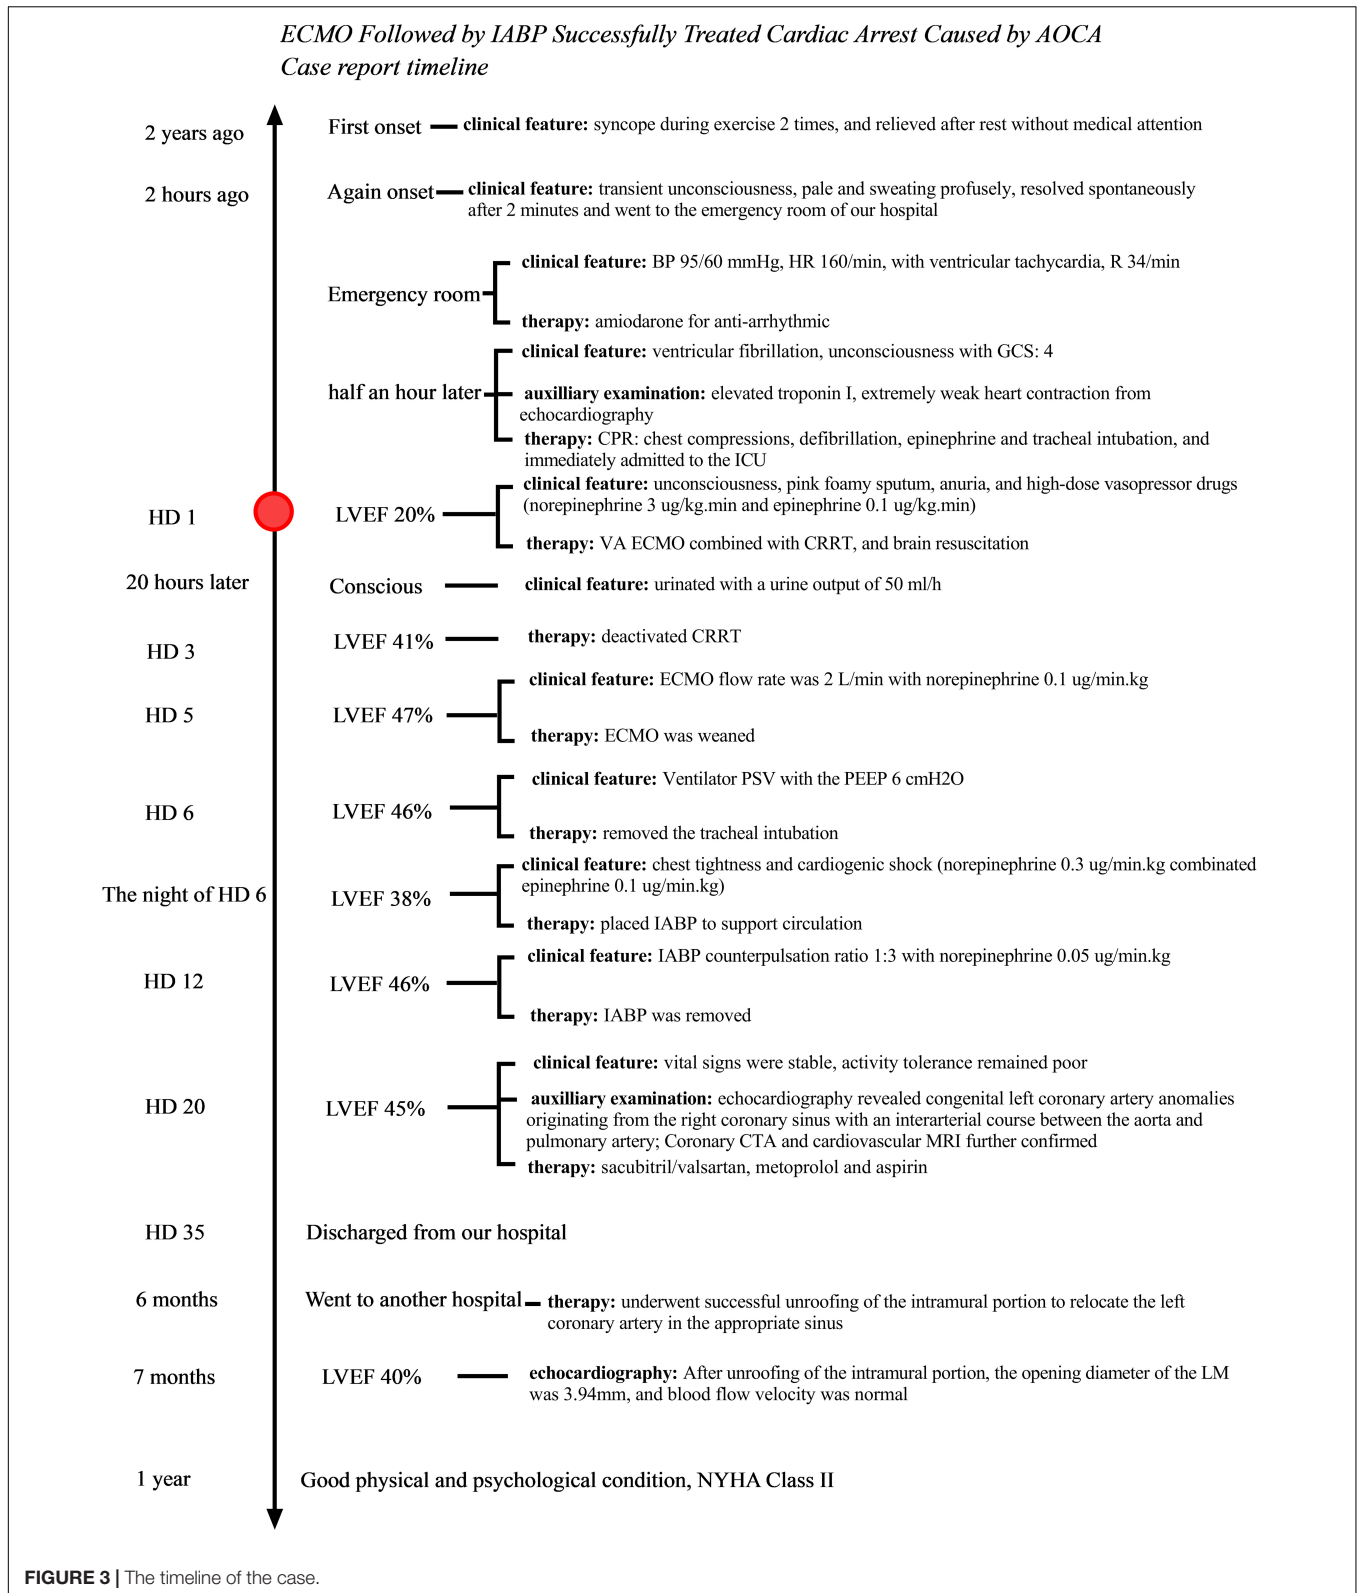 ECMO Followed by IABP Successfully Treated Cardiac Arrest Caused by AOCA
Case report timeline
2 years ago
First onset
clinical feature: syncope during exercise 2 times, and relieved after rest without medical attention
2 hours ago
Again onset
clinical feature: transient unconsciousness, pale and sweating profusely, resolved spontaneously
after 2 minutes and went to the emergency room of our hospital
Emergency room
clinical feature: BP 95/60 mmHg, HR 160/min, with ventricular tachycardia, R 34/min
therapy: amiodarone for anti-arrhythmic
half an hour later
clinical feature: ventricular fibrillation, unconsciousness with GCS: 4
auxilliary examination: elevated troponin I, extremely weak heart contraction from
echocardiography
therapy: CPR: chest compressions, defibrillation, epinephrine and tracheal intubation, and
immediately admitted to the ICU
HD 1
LVEF 20%
clinical feature: unconsciousness, pink foamy sputum, anuria, and high-dose vasopressor drugs
(norepinephrine 3 ug/kg.min and epinephrine 0.1 ug/kg.min)
therapy: VA ECMO combined with CRRT, and brain resuscitation
20 hours later
Conscious
clinical feature: urinated with a urine output of 50 ml/h
HD 3
LVEF 41%
therapy: deactivated CRRT
HD 5
LVEF 47%
clinical feature: ECMO flow rate was 2 L/min with norepinephrine 0.1 ug/min.kg
therapy: ECMO was weaned
HD 6
LVEF 46%
clinical feature: Ventilator PSV with the PEEP 6 cmH2O
therapy: removed the tracheal intubation
The night of HD 6
LVEF 38%
clinical feature: chest tightness and cardiogenic shock (norepinephrine 0.3 ug/min.kg combinated
epinephrine 0.1 ug/min.kg)
therapy: placed IABP to support circulation
HD 12
LVEF 46%
clinical feature: IABP counterpulsation ratio 1:3 with norepinephrine 0.05 ug/min.kg
therapy: IABP was removed
HD 20
LVEF 45%
clinical feature: vital signs were stable, activity tolerance remained poor
auxilliary examination: echocardiography revealed congenital left coronary artery anomalies
originating from the right coronary sinus with an interarterial course between the aorta and
pulmonary artery; Coronary CTA and cardiovascular MRI further confirmed
therapy: sacubitril/valsartan, metoprolol and aspirin
HD 35
Discharged from our hospital
6 months
Went to another hospital
therapy: underwent successful unroofing of the intramural portion to relocate the left
coronary artery in the appropriate sinus
7 months
LVEF 40%
echocardiography: After unroofing of the intramural portion, the opening diameter of the LM
was 3.94mm, and blood flow velocity was normal
1 year
Good physical and psychological condition, NYHA Class II
FIGURE 3 | The timeline of the case.